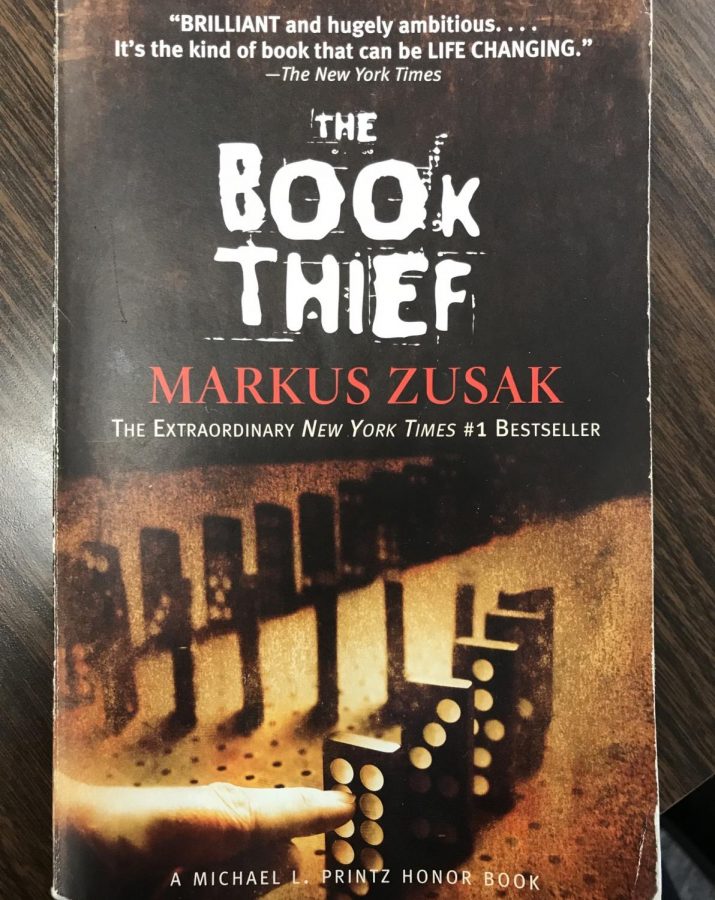 “BRILLIANT and hugely ambitious. . . .
It’s the kind of book that can be LIFE CHANGING.”
—The New York Times
THE
BOOK
THIEF
MARKUS ZUSAK
THE EXTRAORDINARY NEW YORK TIMES #1 BESTSELLER
A MICHAEL L. PRINTZ HONOR BOOK